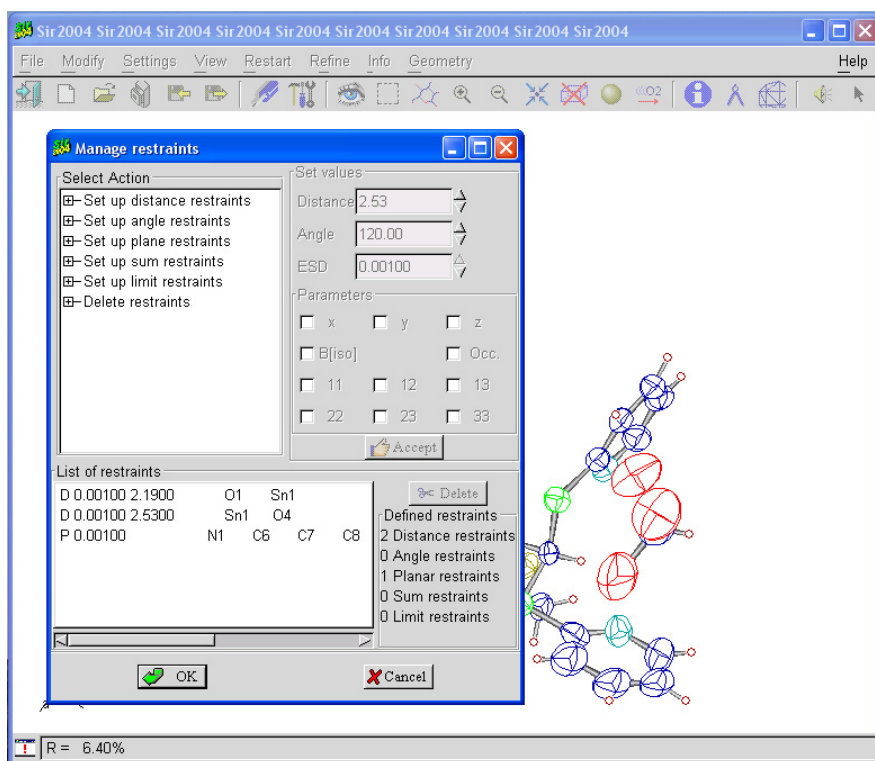 Sir2004 Sir2004 Sir2004 Sir2004 Sir2004 Sir2004 Sir2004 Sir2004 Sir2004 Sir2004
File Modify Settings View Restart Refine Info Geometry Help
Manage restraints
Select Action
Set up distance restraints
Set up angle restraints
Set up plane restraints
Set up sum restraints
Set up limit restraints
Delete restraints
Set values
Distance 2.53
Angle 120.00
ESD 0.00100
Parameters
x y z
B[iso] Occ.
11 12 13
22 23 33
Accept
List of restraints
D 0.00100 2.1900 O1 Sn1
D 0.00100 2.5300 Sn1 O4
P 0.00100 N1 C6 C7 C8
Delete
Defined restraints
2 Distance restraints
0 Angle restraints
1 Planar restraints
0 Sum restraints
0 Limit restraints
OK Cancel
R = 6.40%